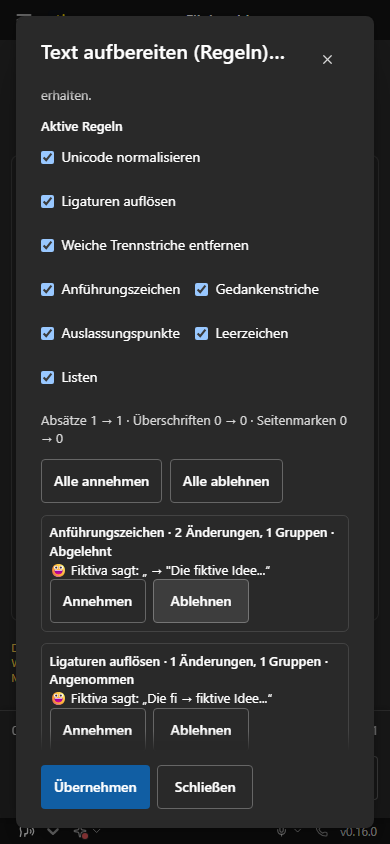 Text aufbereiten (Regeln)...
erhalten.
Aktive Regeln
Unicode normalisieren
Ligaturen auflösen
Weiche Trennstriche entfernen
Anführungszeichen Gedankenstriche
Auslassungspunkte Leerzeichen
Listen
Absätze 1 → 1 · Überschriften 0 → 0 · Seitenmarken 0
→ 0
Alle annehmen Alle ablehnen
Anführungszeichen · 2 Änderungen, 1 Gruppen ·
Abgelehnt
😀 Fiktiva sagt: „ → "Die fiktive Idee...“
Annehmen Ablehnen
Ligaturen auflösen · 1 Änderungen, 1 Gruppen ·
Angenommen
😀 Fiktiva sagt: „Die fi → fiktive Idee...“
Annehmen Ablehnen
Übernehmen Schließen
v0.16.0